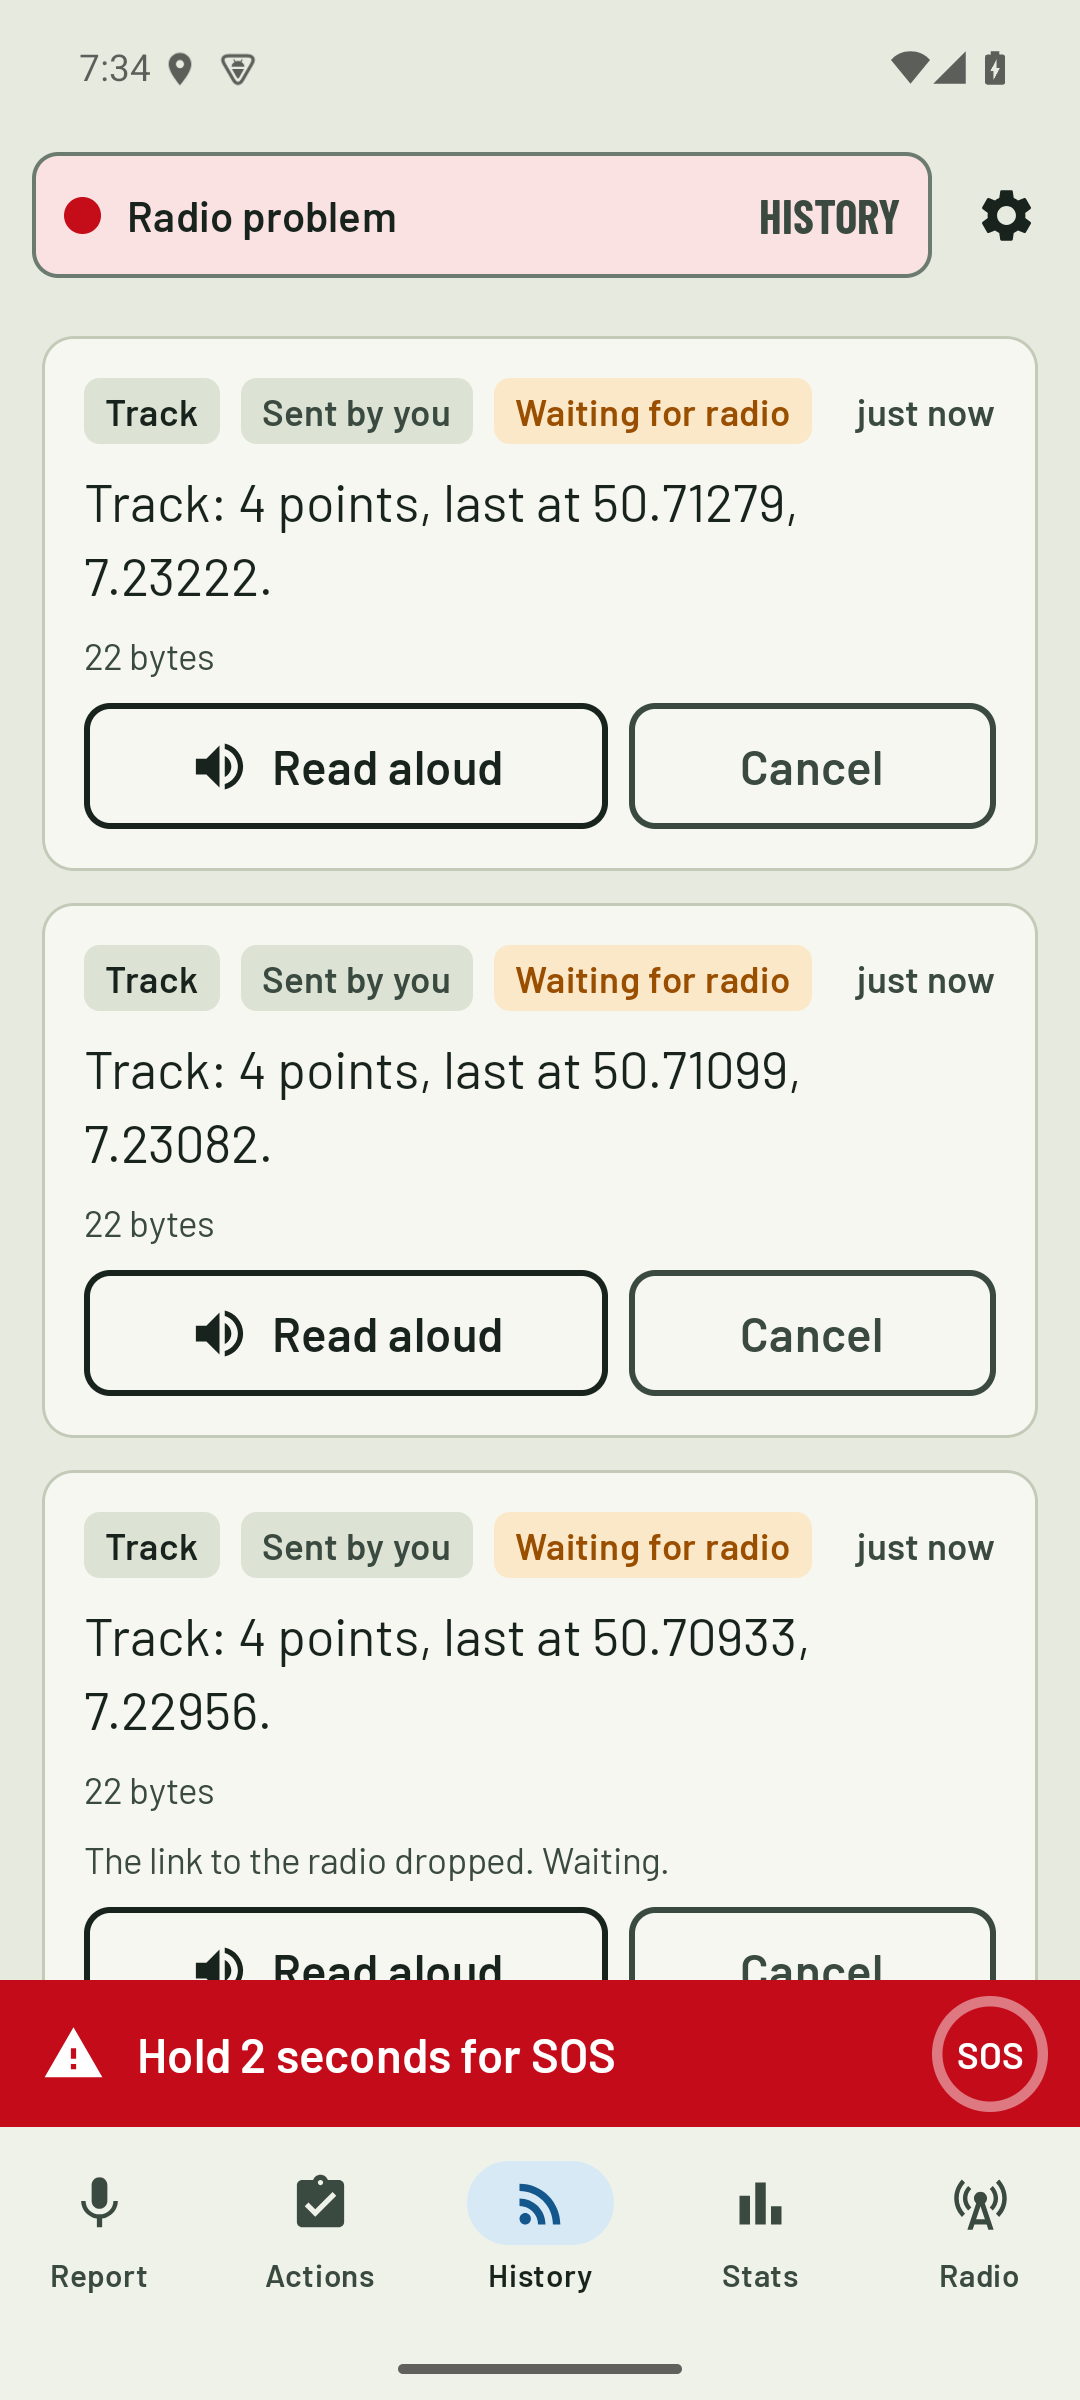 7:34
Radio problem HISTORY
Track Sent by you Waiting for radio just now
Track: 4 points, last at 50.71279,
7.23222.
22 bytes
Read aloud Cancel
Track Sent by you Waiting for radio just now
Track: 4 points, last at 50.71099,
7.23082.
22 bytes
Read aloud Cancel
Track Sent by you Waiting for radio just now
Track: 4 points, last at 50.70933,
7.22956.
22 bytes
The link to the radio dropped. Waiting.
Read aloud Cancel
Hold 2 seconds for SOS SOS
Report Actions History Stats Radio